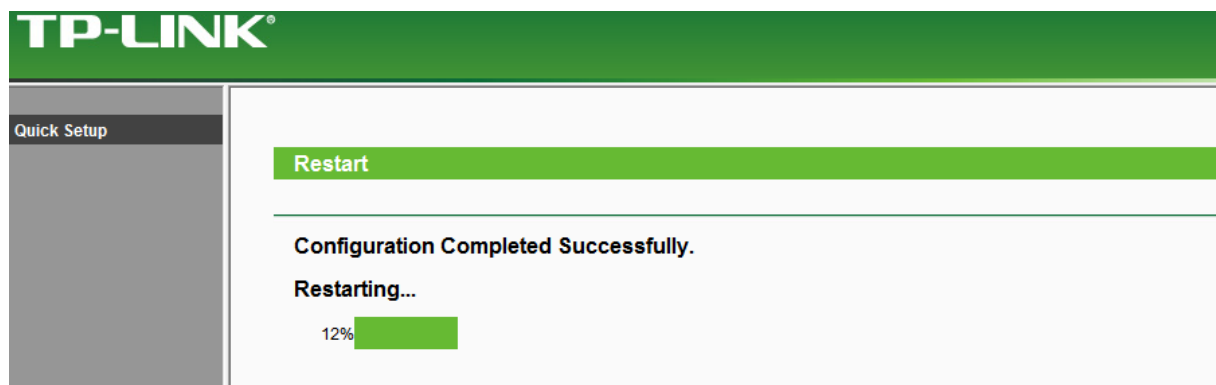 TP-LINK®
Quick Setup
Restart
Configuration Completed Successfully.
Restarting...
12%